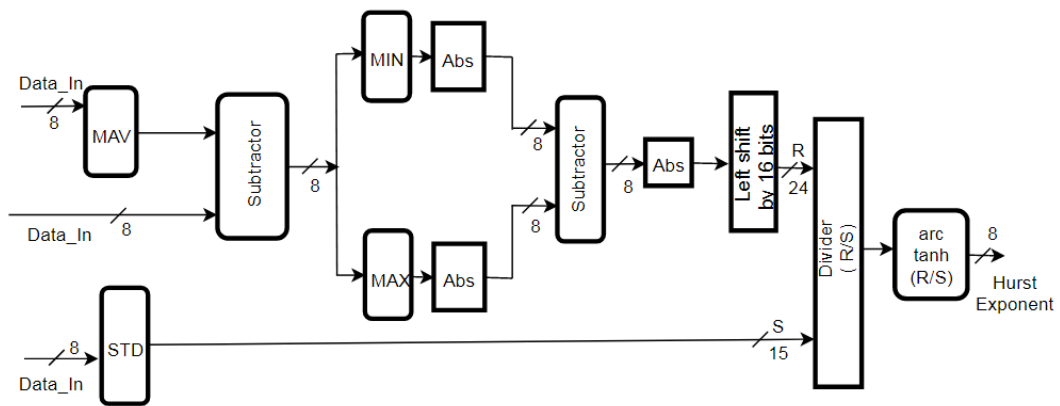 Data_In
8
MAV
Data_In
8
Subtractor
8
MIN
Abs
MAX
Abs
8
8
Subtractor
8
Abs
Left shift
by 16 bits
R
24
Data_In
8
STD
S
15
Divider
( R/S)
arc
tanh
(R/S)
8
Hurst
Exponent